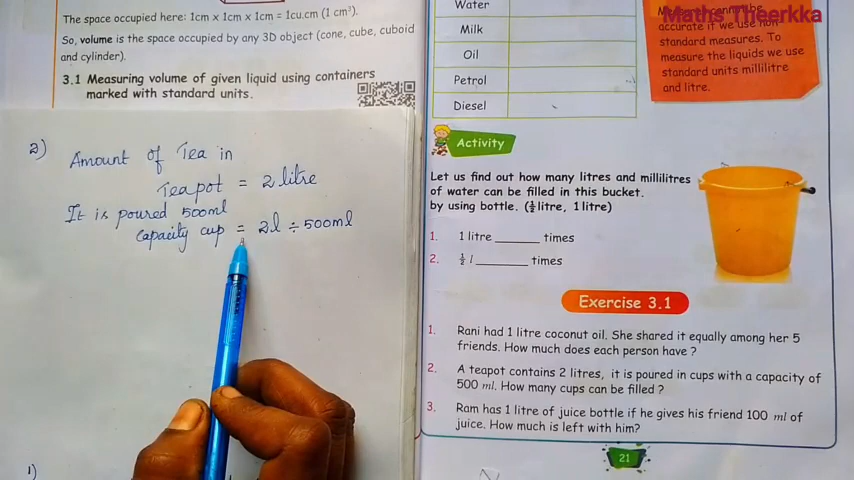 The space occupied here: 1cm x 1cm x 1cm = 1cu.cm (1 cm³).
So, volume is the space occupied by any 3D object (cone, cube, cuboid
and cylinder).
3.1 Measuring volume of given liquid using containers
marked with standard units.
2) Amount of Tea in
Teapot = 2 litre
It is poured 500ml
capacity cup = 2l ÷ 500ml
1)
Water
Milk
Oil
Petrol
Diesel
Maths Theerkka
accurate if we use non
standard measures. To
measure the liquids we use
standard units millilitre
and litre.
Activity
Let us find out how many litres and millilitres
of water can be filled in this bucket.
by using bottle. (½ litre, 1 litre)
1. 1 litre ______ times
2. ½ l _______ times
Exercise 3.1
1. Rani had 1 litre coconut oil. She shared it equally among her 5
friends. How much does each person have ?
2. A teapot contains 2 litres, it is poured in cups with a capacity of
500 ml. How many cups can be filled ?
3. Ram has 1 litre of juice bottle if he gives his friend 100 ml of
juice. How much is left with him?
21